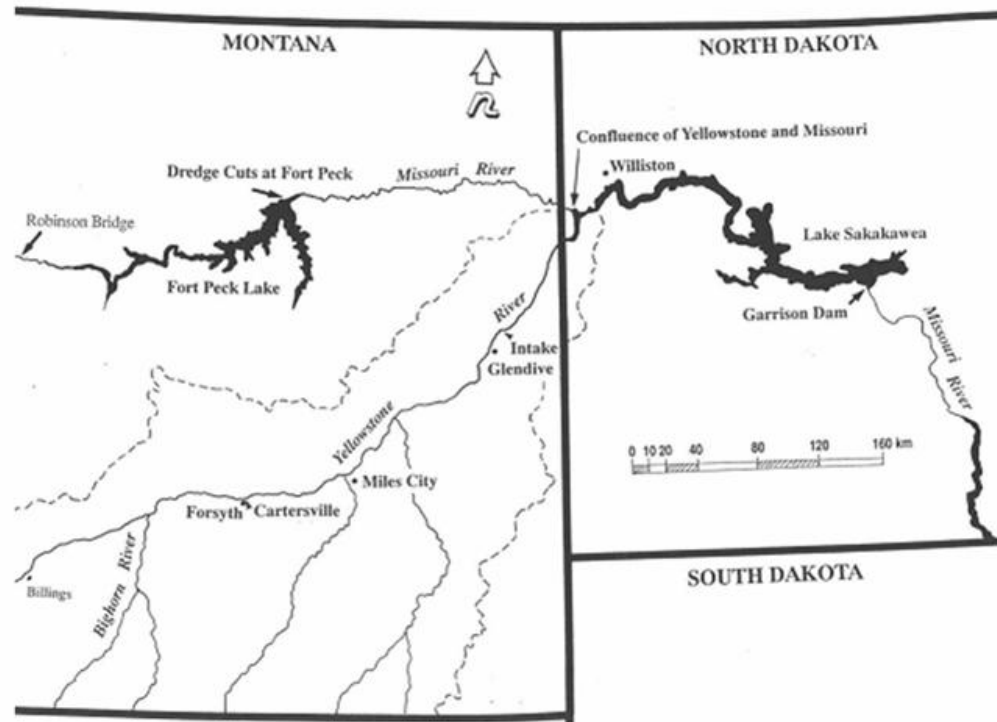 MONTANA
NORTH DAKOTA
Confluence of Yellowstone and Missouri
Williston
Dredge Cuts at Fort Peck
Missouri River
Robinson Bridge
Fort Peck Lake
Lake Sakakawea
Garrison Dam
Missouri River
River
Intake
Glendive
Yellowstone
0 10 20 40 80 120 160 km
Miles City
Forsyth Cartersville
Bighorn River
Billings
SOUTH DAKOTA